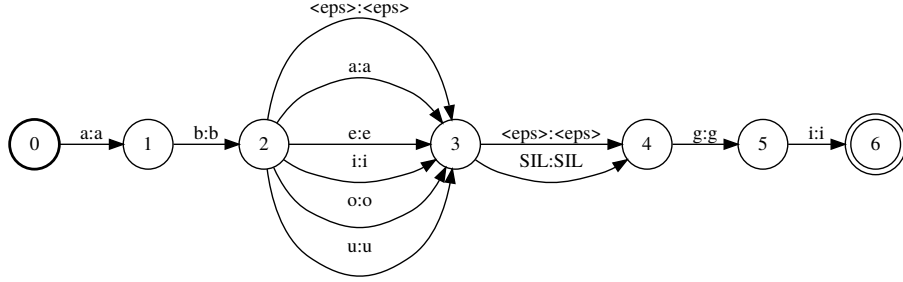 <eps>:<eps>
a:a
0 a:a 1 b:b 2 e:e 3 <eps>:<eps> 4 g:g 5 i:i 6
i:i SIL:SIL
o:o
u:u